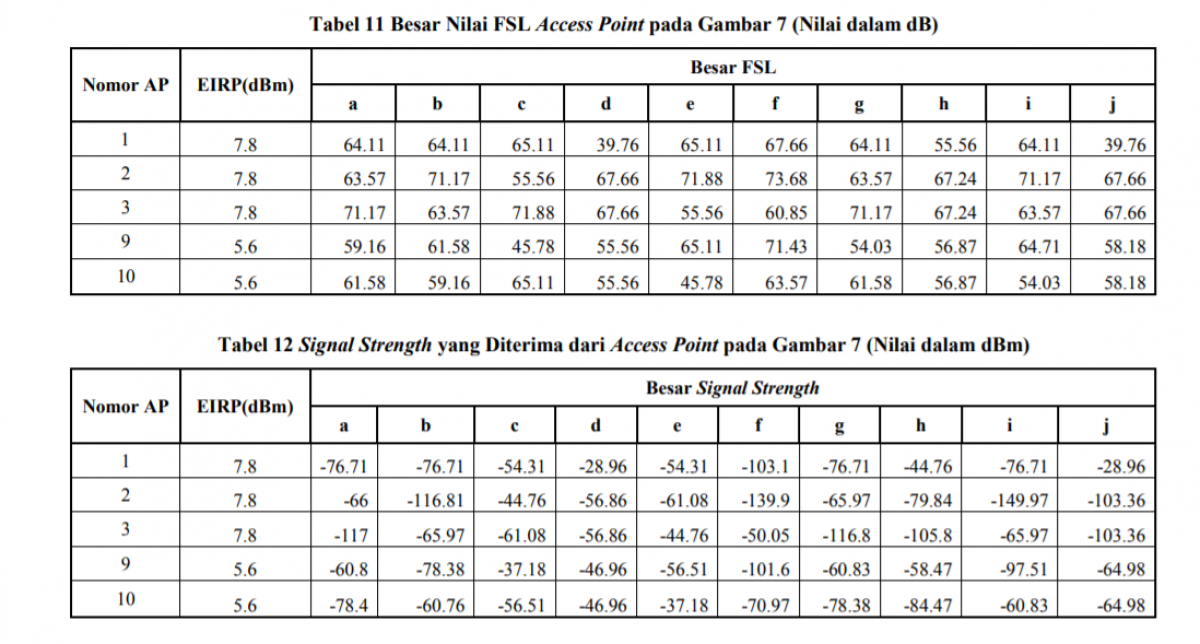 Tabel 11 Besar Nilai FSL Access Point pada Gambar 7 (Nilai dalam dB)
Nomor AP EIRP(dBm) Besar FSL
a b c d e f g h i j
1 7.8 64.11 64.11 65.11 39.76 65.11 67.66 64.11 55.56 64.11 39.76
2 7.8 63.57 71.17 55.56 67.66 71.88 73.68 63.57 67.24 71.17 67.66
3 7.8 71.17 63.57 71.88 67.66 55.56 60.85 71.17 67.24 63.57 67.66
9 5.6 59.16 61.58 45.78 55.56 65.11 71.43 54.03 56.87 64.71 58.18
10 5.6 61.58 59.16 65.11 55.56 45.78 63.57 61.58 56.87 54.03 58.18
Tabel 12 Signal Strength yang Diterima dari Access Point pada Gambar 7 (Nilai dalam dBm)
Nomor AP EIRP(dBm) Besar Signal Strength
a b c d e f g h i j
1 7.8 -76.71 -76.71 -54.31 -28.96 -54.31 -103.1 -76.71 -44.76 -76.71 -28.96
2 7.8 -66 -116.81 -44.76 -56.86 -61.08 -139.9 -65.97 -79.84 -149.97 -103.36
3 7.8 -117 -65.97 -61.08 -56.86 -44.76 -50.05 -116.8 -105.8 -65.97 -103.36
9 5.6 -60.8 -78.38 -37.18 -46.96 -56.51 -101.6 -60.83 -58.47 -97.51 -64.98
10 5.6 -78.4 -60.76 -56.51 -46.96 -37.18 -70.97 -78.38 -84.47 -60.83 -64.98